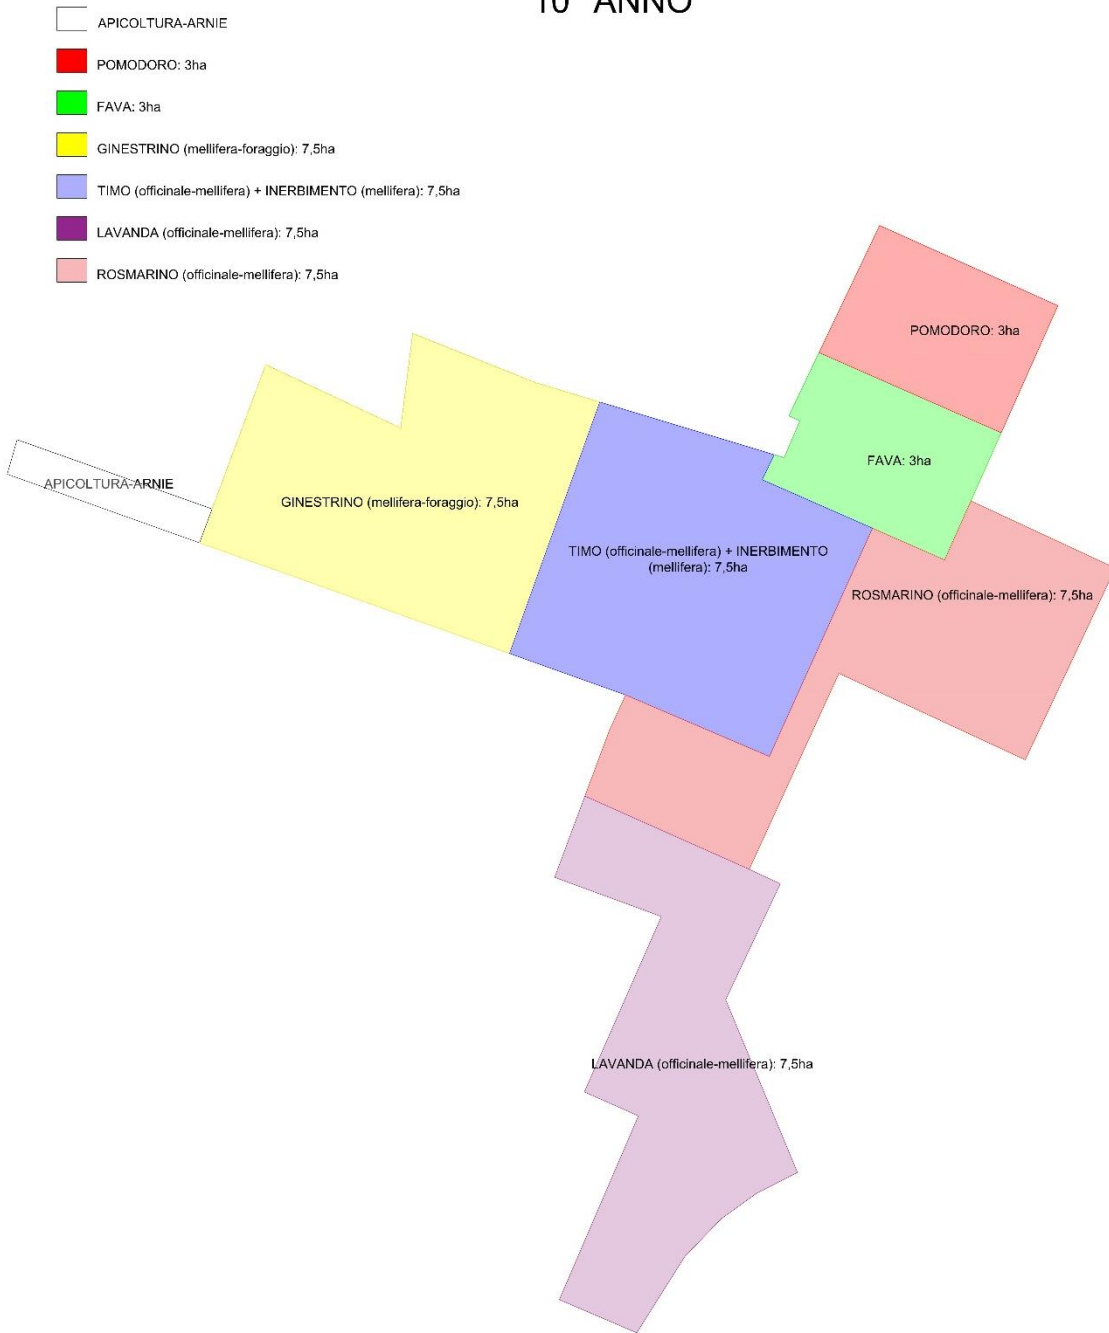 10° ANNO
APICOLTURA-ARNIE
POMODORO: 3ha
FAVA: 3ha
GINESTRINO (mellifera-foraggio): 7,5ha
TIMO (officinale-mellifera) + INERBIMENTO (mellifera): 7,5ha
LAVANDA (officinale-mellifera): 7,5ha
ROSMARINO (officinale-mellifera): 7,5ha
POMODORO: 3ha
FAVA: 3ha
APICOLTURA-ARNIE
GINESTRINO (mellifera-foraggio): 7,5ha
TIMO (officinale-mellifera) + INERBIMENTO
(mellifera): 7,5ha
ROSMARINO (officinale-mellifera): 7,5ha
LAVANDA (officinale-mellifera): 7,5ha